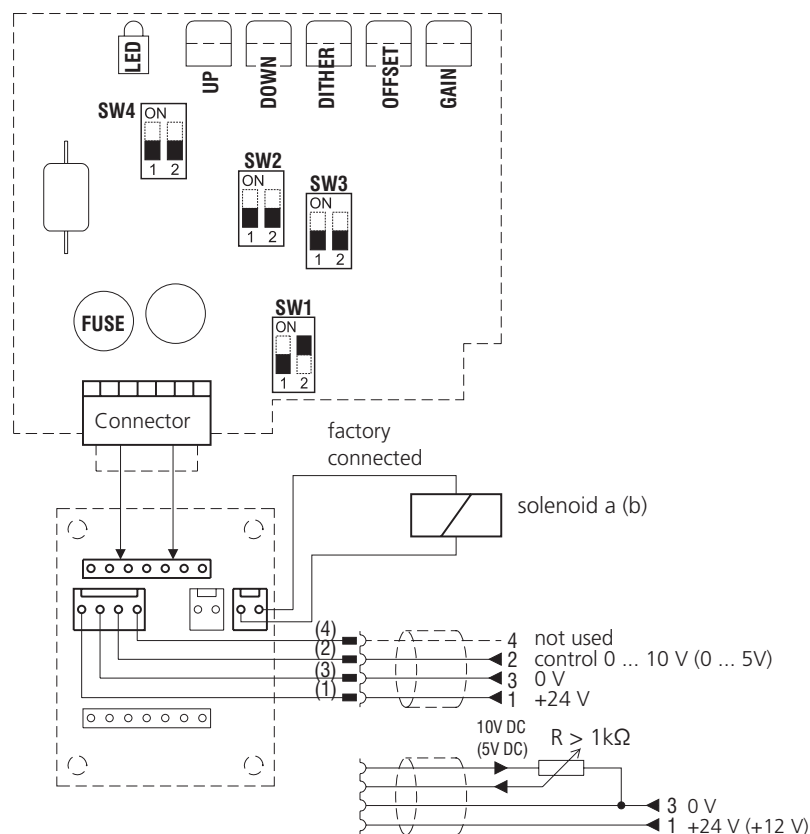 LED
UP
DOWN
DITHER
OFFSET
GAIN
SW4
ON
1 2
SW2
ON
1 2
SW3
ON
1 2
FUSE
SW1
ON
1 2
Connector
factory
connected
solenoid a (b)
(4)
4 not used
(2)
2 control 0 ... 10 V (0 ... 5V)
(3)
3 0 V
(1)
1 +24 V
10V DC
(5V DC)
R > 1kΩ
3 0 V
1 +24 V (+12 V)